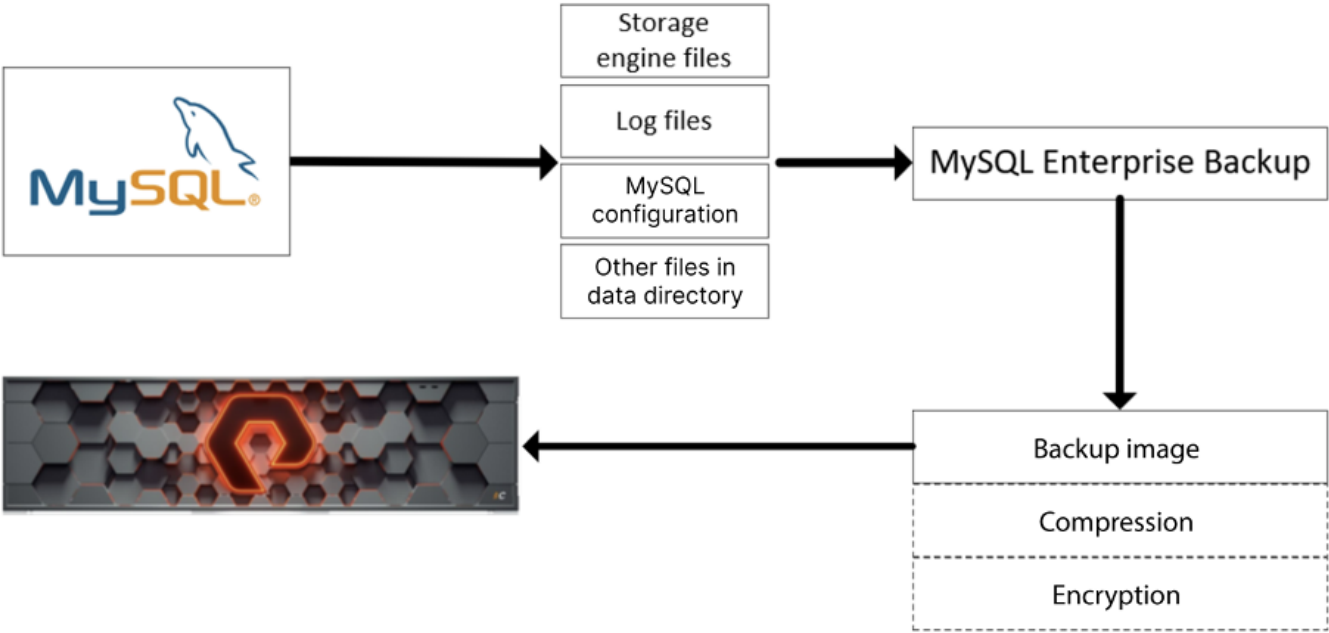 Storage
engine files
Log files
MySQL®
MySQL
configuration
Other files in
data directory
MySQL Enterprise Backup
Backup image
Compression
Encryption
//C